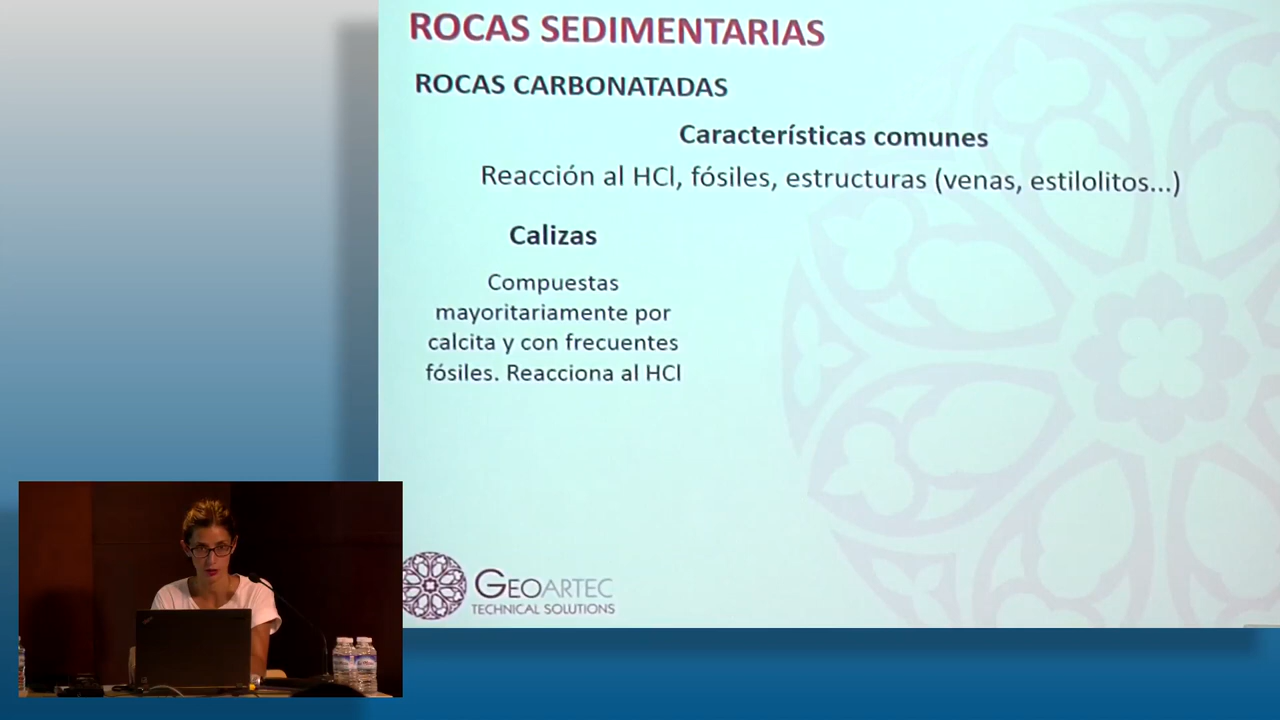 ROCAS SEDIMENTARIAS
ROCAS CARBONATADAS
Características comunes
Reacción al HCl, fósiles, estructuras (venas, estilolitos...)
Calizas
Compuestas
mayoritariamente por
calcita y con frecuentes
fósiles. Reacciona al HCl
GEOARTEC
TECHNICAL SOLUTIONS